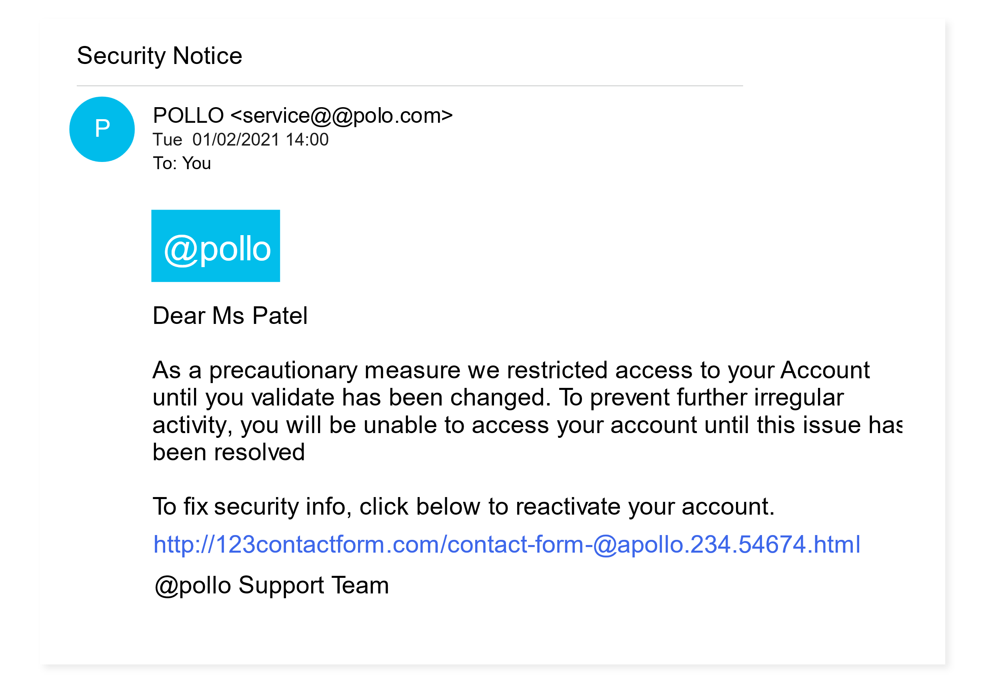 Security Notice
P
POLLO <service@@polo.com>
Tue 01/02/2021 14:00
To: You
@pollo
Dear Ms Patel
As a precautionary measure we restricted access to your Account
until you validate has been changed. To prevent further irregular
activity, you will be unable to access your account until this issue has
been resolved
To fix security info, click below to reactivate your account.
http://123contactform.com/contact-form-@apollo.234.54674.html
@pollo Support Team